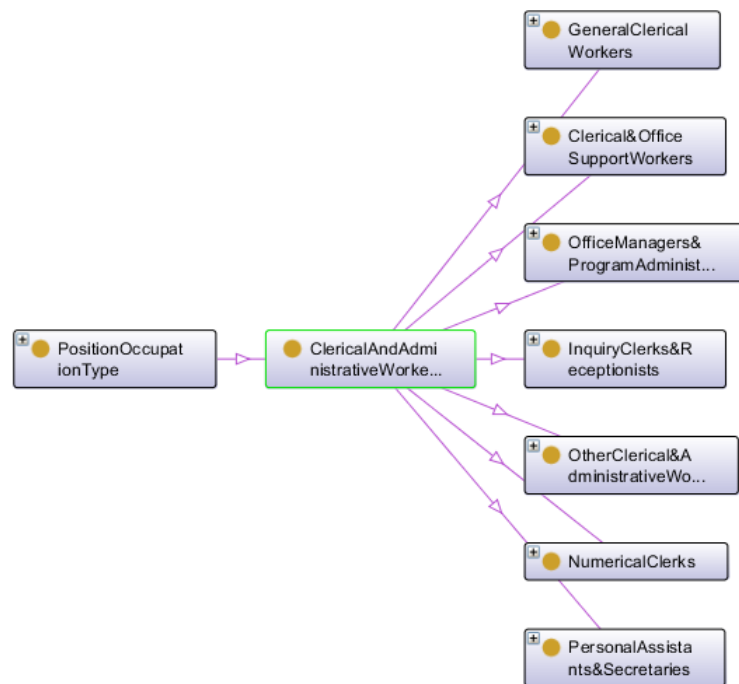 GeneralClerical
Workers
Clerical&Office
SupportWorkers
OfficeManagers&
ProgramAdminist...
PositionOccupat
ionType
ClericalAndAdmi
nistrativeWorke...
InquiryClerks&R
eceptionists
OtherClerical&A
dministrativeWo...
NumericalClerks
PersonalAssista
nts&Secretaries